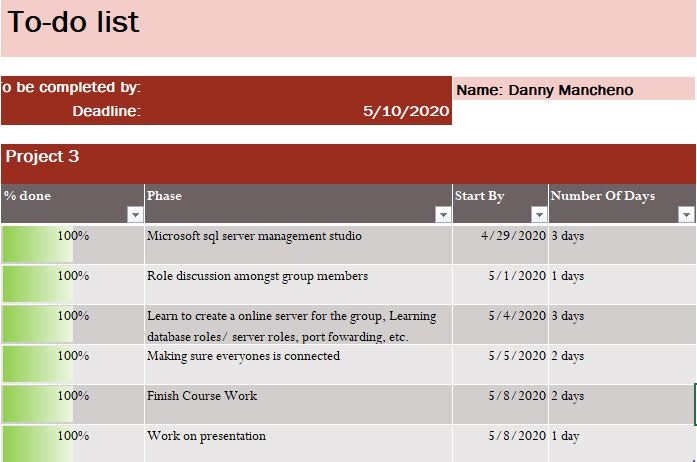 To-do list
o be completed by:
Name: Danny Mancheno
Deadline: 5/10/2020
Project 3
% done Phase Start By Number Of Days
100% Microsoft sql server management studio 4/29/2020 3 days
100% Role discussion amongst group members 5/1/2020 1 days
100% Learn to create a online server for the group, Learning 5/4/2020 3 days
database roles/ server roles, port fowarding, etc.
100% Making sure everyones is connected 5/5/2020 2 days
100% Finish Course Work 5/8/2020 2 days
100% Work on presentation 5/8/2020 1 day